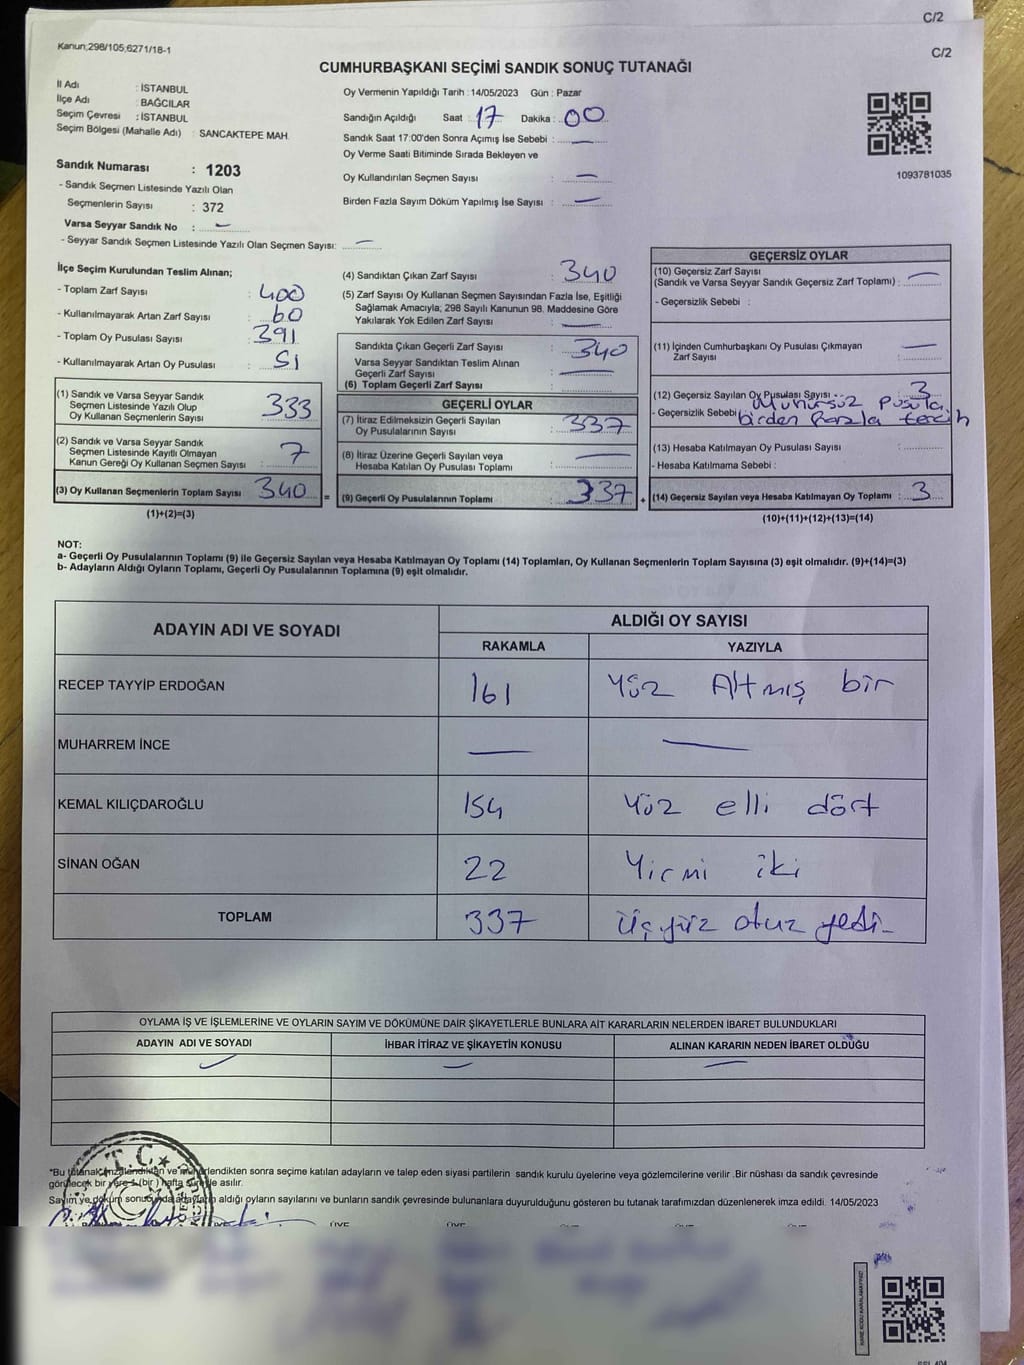 C/2
Kanun;298/105;6271/18-1
C/2
CUMHURBAŞKANI SEÇİMİ SANDIK SONUÇ TUTANAĞI
İl Adı : İSTANBUL
İlçe Adı : BAĞCILAR
Seçim Çevresi : İSTANBUL
Seçim Bölgesi (Mahalle Adı) : SANCAKTEPE MAH.
Sandık Numarası : 1203
- Sandık Seçmen Listesinde Yazılı Olan
Seçmenlerin Sayısı : 372
Varsa Seyyar Sandık No : —
- Seyyar Sandık Seçmen Listesinde Yazılı Olan Seçmen Sayısı: —
Oy Vermenin Yapıldığı Tarih : 14/05/2023 Gün : Pazar
Sandığın Açıldığı Saat : 17 Dakika : 00
Sandık Saat 17:00'den Sonra Açımış İse Sebebi : —
Oy Verme Saati Bitiminde Sırada Bekleyen ve
Oy Kullandırılan Seçmen Sayısı : —
Birden Fazla Sayım Döküm Yapılmış İse Sayısı : —
1093781035
İlçe Seçim Kurulundan Teslim Alınan;
- Toplam Zarf Sayısı : 400
- Kullanılmayarak Artan Zarf Sayısı : 60
- Toplam Oy Pusulası Sayısı : 391
- Kullanılmayarak Artan Oy Pusulası : 51
(1) Sandık ve Varsa Seyyar Sandık
Seçmen Listesinde Yazılı Olup
Oy Kullanan Seçmenlerin Sayısı : 333
(2) Sandık ve Varsa Seyyar Sandık
Seçmen Listesinde Kayıtlı Olmayan
Kanun Gereği Oy Kullanan Seçmen Sayısı : 7
(3) Oy Kullanan Seçmenlerin Toplam Sayısı : 340 =
(1)+(2)=(3)
(4) Sandıktan Çıkan Zarf Sayısı : 340
(5) Zarf Sayısı Oy Kullanan Seçmen Sayısından Fazla İse, Eşitliği
Sağlamak Amacıyla; 298 Sayılı Kanunun 98. Maddesine Göre
Yakılarak Yok Edilen Zarf Sayısı : —
Sandıkta Çıkan Geçerli Zarf Sayısı : 340
Varsa Seyyar Sandıktan Teslim Alınan
Geçerli Zarf Sayısı : —
(6) Toplam Geçerli Zarf Sayısı :
GEÇERLİ OYLAR
(7) İtiraz Edilmeksizin Geçerli Sayılan
Oy Pusulalarının Sayısı : 337
(8) İtiraz Üzerine Geçerli Sayılan veya
Hesaba Katılan Oy Pusulası Toplamı : —
(9) Geçerli Oy Pusulalarının Toplamı : 337 +
GEÇERSİZ OYLAR
(10) Geçersiz Zarf Sayısı
(Sandık ve Varsa Seyyar Sandık Geçersiz Zarf Toplamı) : —
- Geçersizlik Sebebi :
(11) İçinden Cumhurbaşkanı Oy Pusulası Çıkmayan
Zarf Sayısı : —
(12) Geçersiz Sayılan Oy Pusulası Sayısı : 3
- Geçersizlik Sebebi Mühürsüz pusula,
birden fazla tercih
(13) Hesaba Katılmayan Oy Pusulası Sayısı :
- Hesaba Katılmama Sebebi :
(14) Geçersiz Sayılan veya Hesaba Katılmayan Oy Toplamı : 3
(10)+(11)+(12)+(13)=(14)
NOT:
a- Geçerli Oy Pusulalarının Toplamı (9) ile Geçersiz Sayılan veya Hesaba Katılmayan Oy Toplamı (14) Toplamları, Oy Kullanan Seçmenlerin Toplam Sayısına (3) eşit olmalıdır. (9)+(14)=(3)
b- Adayların Aldığı Oyların Toplamı, Geçerli Oy Pusulalarının Toplamına (9) eşit olmalıdır.
ADAYIN ADI VE SOYADI ALDIĞI OY SAYISI
RAKAMLA YAZIYLA
RECEP TAYYİP ERDOĞAN 161 Yüz Altmış bir
MUHARREM İNCE — —
KEMAL KILIÇDAROĞLU 154 Yüz elli dört
SİNAN OĞAN 22 Yirmi iki
TOPLAM 337 Üçyüz otuz yedi
OYLAMA İŞ VE İŞLEMLERİNE VE OYLARIN SAYIM VE DÖKÜMÜNE DAİR ŞİKAYETLERLE BUNLARA AİT KARARLARIN NELERDEN İBARET BULUNDUKLARI
ADAYIN ADI VE SOYADI İHBAR İTİRAZ VE ŞİKAYETİN KONUSU ALINAN KARARIN NEDEN İBARET OLDUĞU
— — —
T.C.
"Bu tutanak imzalandıktan ve mühürlendikten sonra seçime katılan adayların ve talep eden siyasi partilerin sandık kurulu üyelerine veya gözlemcilerine verilir .Bir nüshası da sandık çevresinde
görülecek bir yere 1 (bir ) hafta süreyle asılır.
Sayım ve döküm sonucunda adayların aldığı oyların sayılarını ve bunların sandık çevresinde bulunanlara duyurulduğunu gösteren bu tutanak tarafımızdan düzenlenerek imza edildi. 14/05/2023
ÜYE ÜYE
KARE KODU KARALAMAYINIZ!